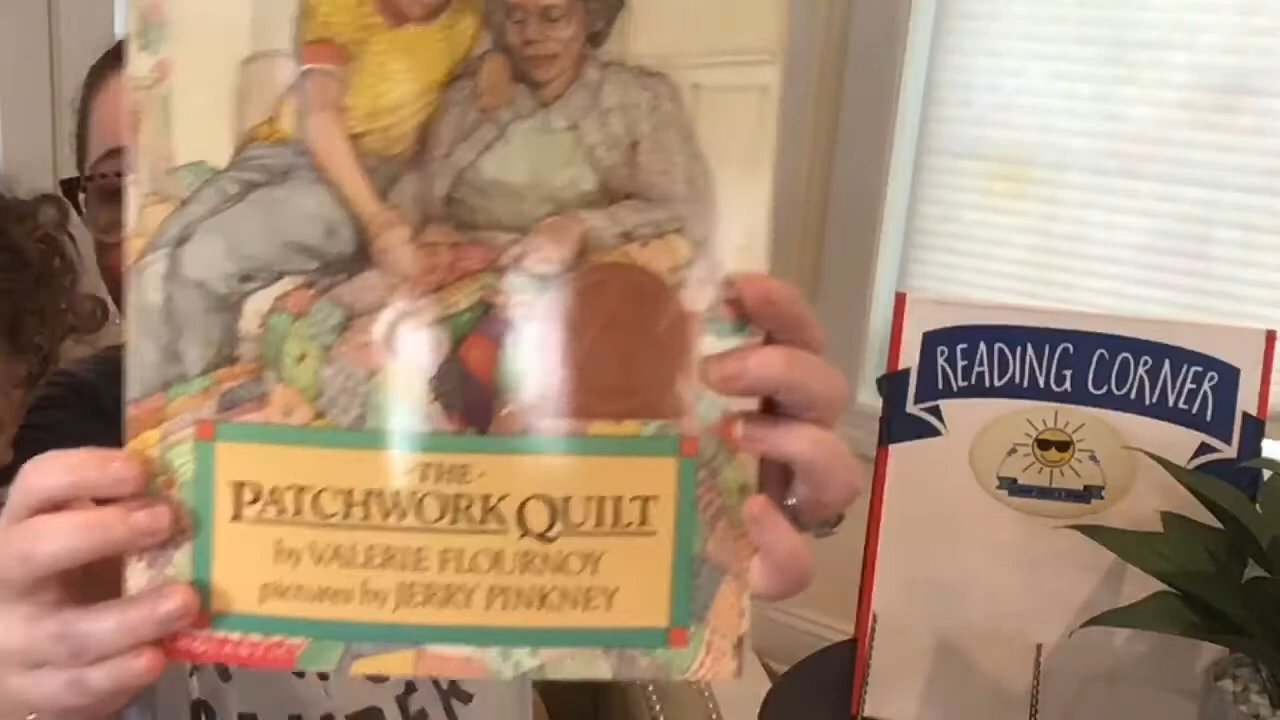 THE
PATCHWORK QUILT
by VALERIE FLOURNOY
pictures by JERRY PINKNEY
READING CORNER